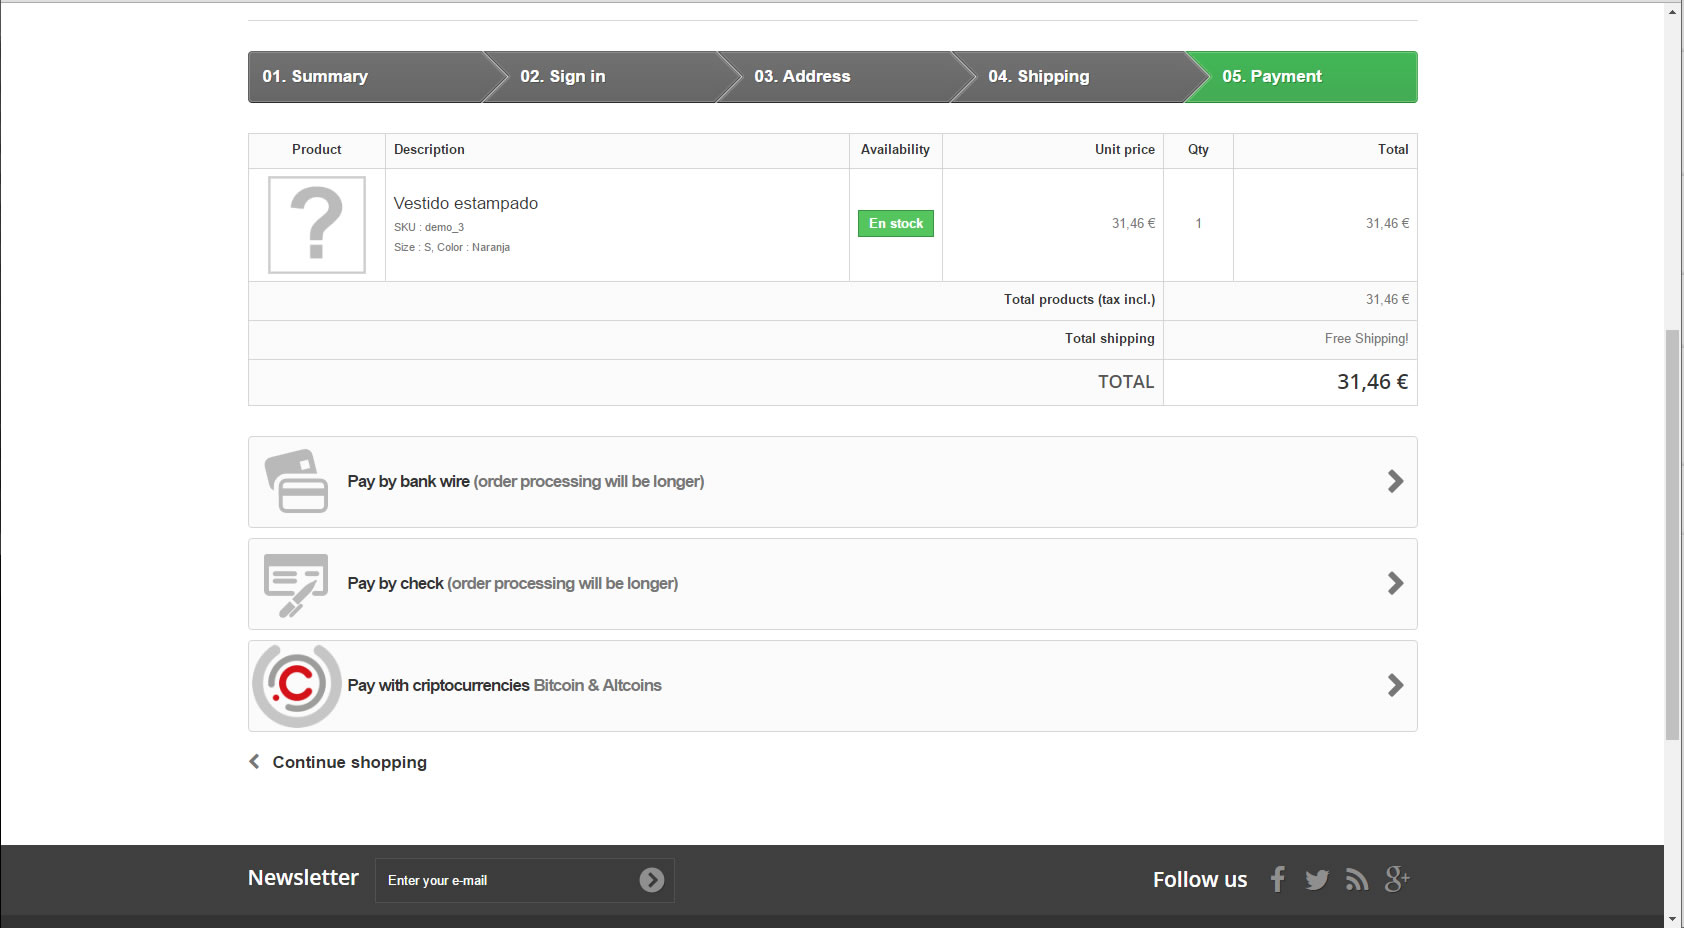 01. Summary
02. Sign in
03. Address
04. Shipping
05. Payment
Product Description Availability Unit price Qty Total
?
Vestido estampado
SKU : demo_3
Size : S, Color : Naranja
En stock
31,46 €
1
31,46 €
Total products (tax incl.) 31,46 €
Total shipping Free Shipping!
TOTAL 31,46 €
Pay by bank wire (order processing will be longer)
Pay by check (order processing will be longer)
.C
Pay with criptocurrencies Bitcoin & Altcoins
Continue shopping
Newsletter
Enter your e-mail
Follow us